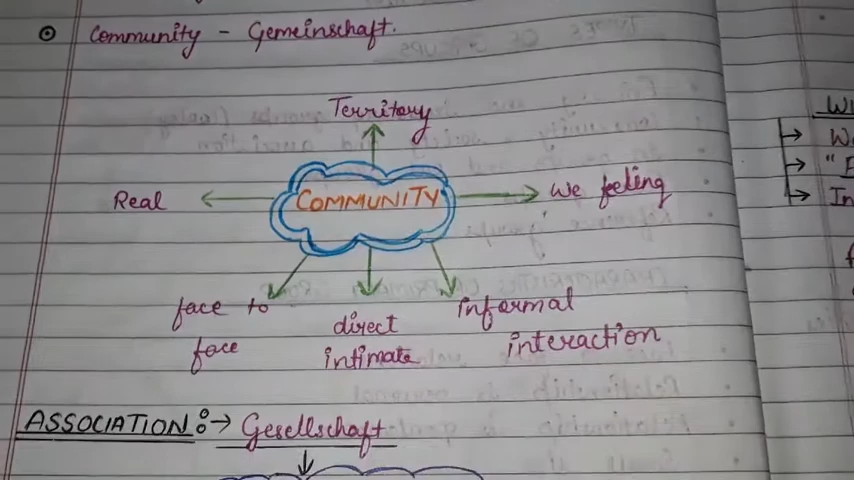 Community - Gemeinschaft.
Territory
Real
COMMUNITY
we feeling
face to
face
direct
intimate
informal
interaction
ASSOCIATION :→ Gesellschaft